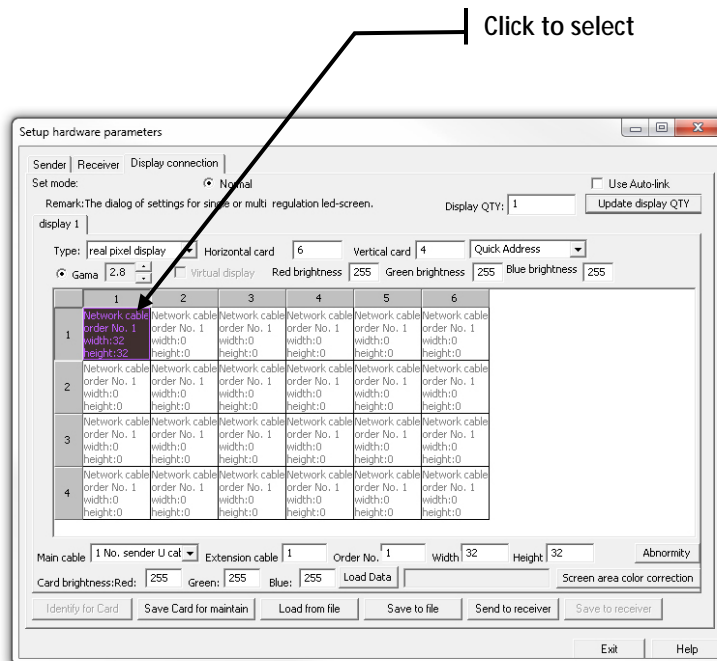 Click to select
Setup hardware parameters
Sender Receiver Display connection
Set mode: Normal Use Auto-link
Remark:The dialog of settings for single or multi regulation led-screen. Display QTY: 1 Update display QTY
display 1
Type: real pixel display Horizontal card 6 Vertical card 4 Quick Address
Gama 2.8 Virtual display Red brightness 255 Green brightness 255 Blue brightness 255
1 2 3 4 5 6
Network cable Network cable Network cable Network cable Network cable Network cable
order No. 1 order No. 1 order No. 1 order No. 1 order No. 1 order No. 1
1 width:32 width:0 width:0 width:0 width:0 width:0
height:32 height:0 height:0 height:0 height:0 height:0
Network cable Network cable Network cable Network cable Network cable Network cable
order No. 1 order No. 1 order No. 1 order No. 1 order No. 1 order No. 1
2 width:0 width:0 width:0 width:0 width:0 width:0
height:0 height:0 height:0 height:0 height:0 height:0
Network cable Network cable Network cable Network cable Network cable Network cable
order No. 1 order No. 1 order No. 1 order No. 1 order No. 1 order No. 1
3 width:0 width:0 width:0 width:0 width:0 width:0
height:0 height:0 height:0 height:0 height:0 height:0
Network cable Network cable Network cable Network cable Network cable Network cable
order No. 1 order No. 1 order No. 1 order No. 1 order No. 1 order No. 1
4 width:0 width:0 width:0 width:0 width:0 width:0
height:0 height:0 height:0 height:0 height:0 height:0
Main cable 1 No. sender U cat Extension cable 1 Order No. 1 Width 32 Height 32 Abnormity
Card brightness:Red: 255 Green: 255 Blue: 255 Load Data Screen area color correction
Identify for Card Save Card for maintain Load from file Save to file Send to receiver Save to receiver
Exit Help